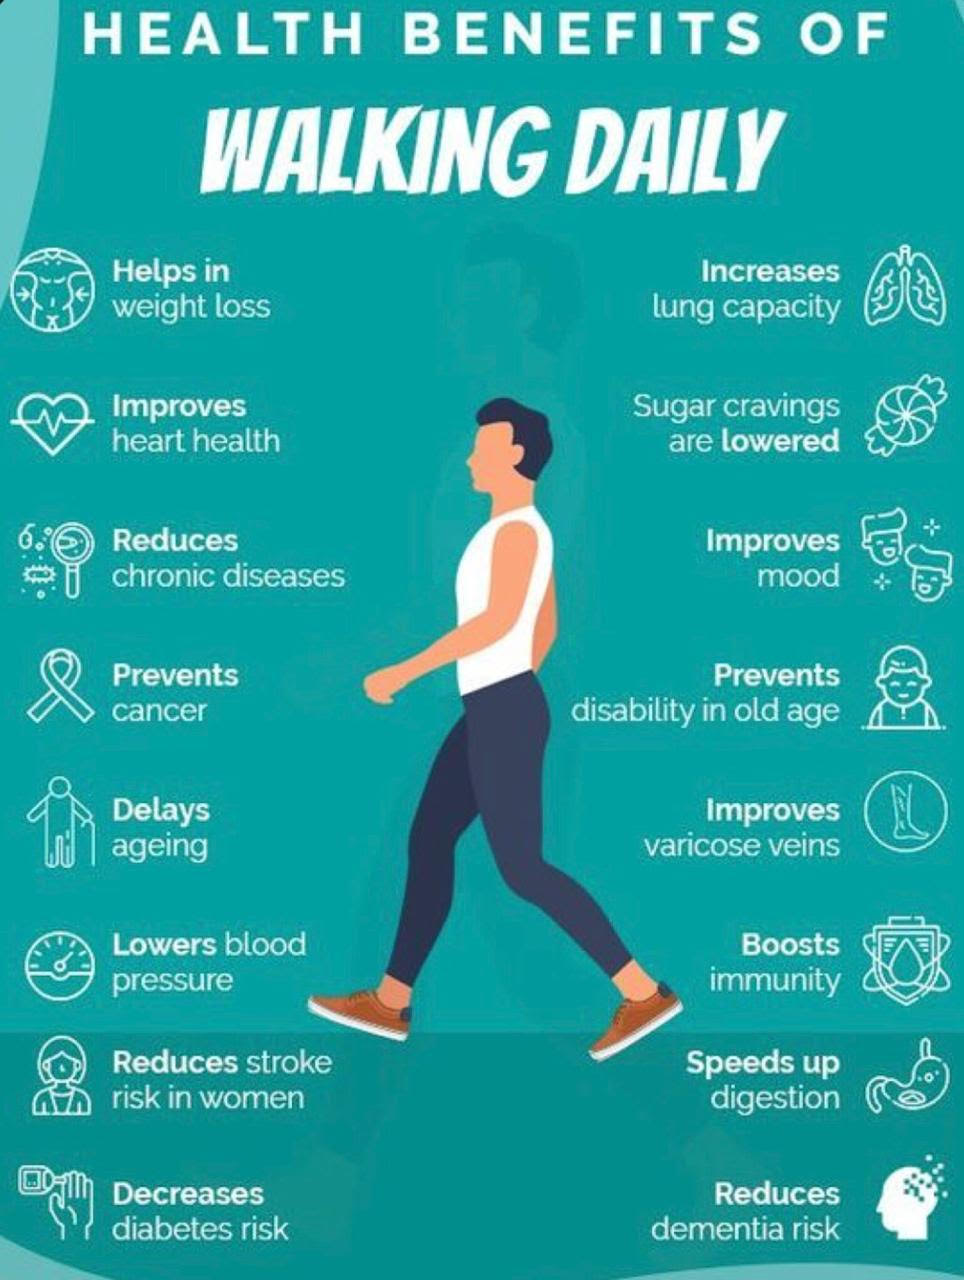 HEALTH BENEFITS OF
WALKING DAILY
Helps in
weight loss
Improves
heart health
Reduces
chronic diseases
Prevents
cancer
Delays
ageing
Lowers blood
pressure
Reduces stroke
risk in women
Decreases
diabetes risk
Increases
lung capacity
Sugar cravings
are lowered
Improves
mood
Prevents
disability in old age
Improves
varicose veins
Boosts
immunity
Speeds up
digestion
Reduces
dementia risk